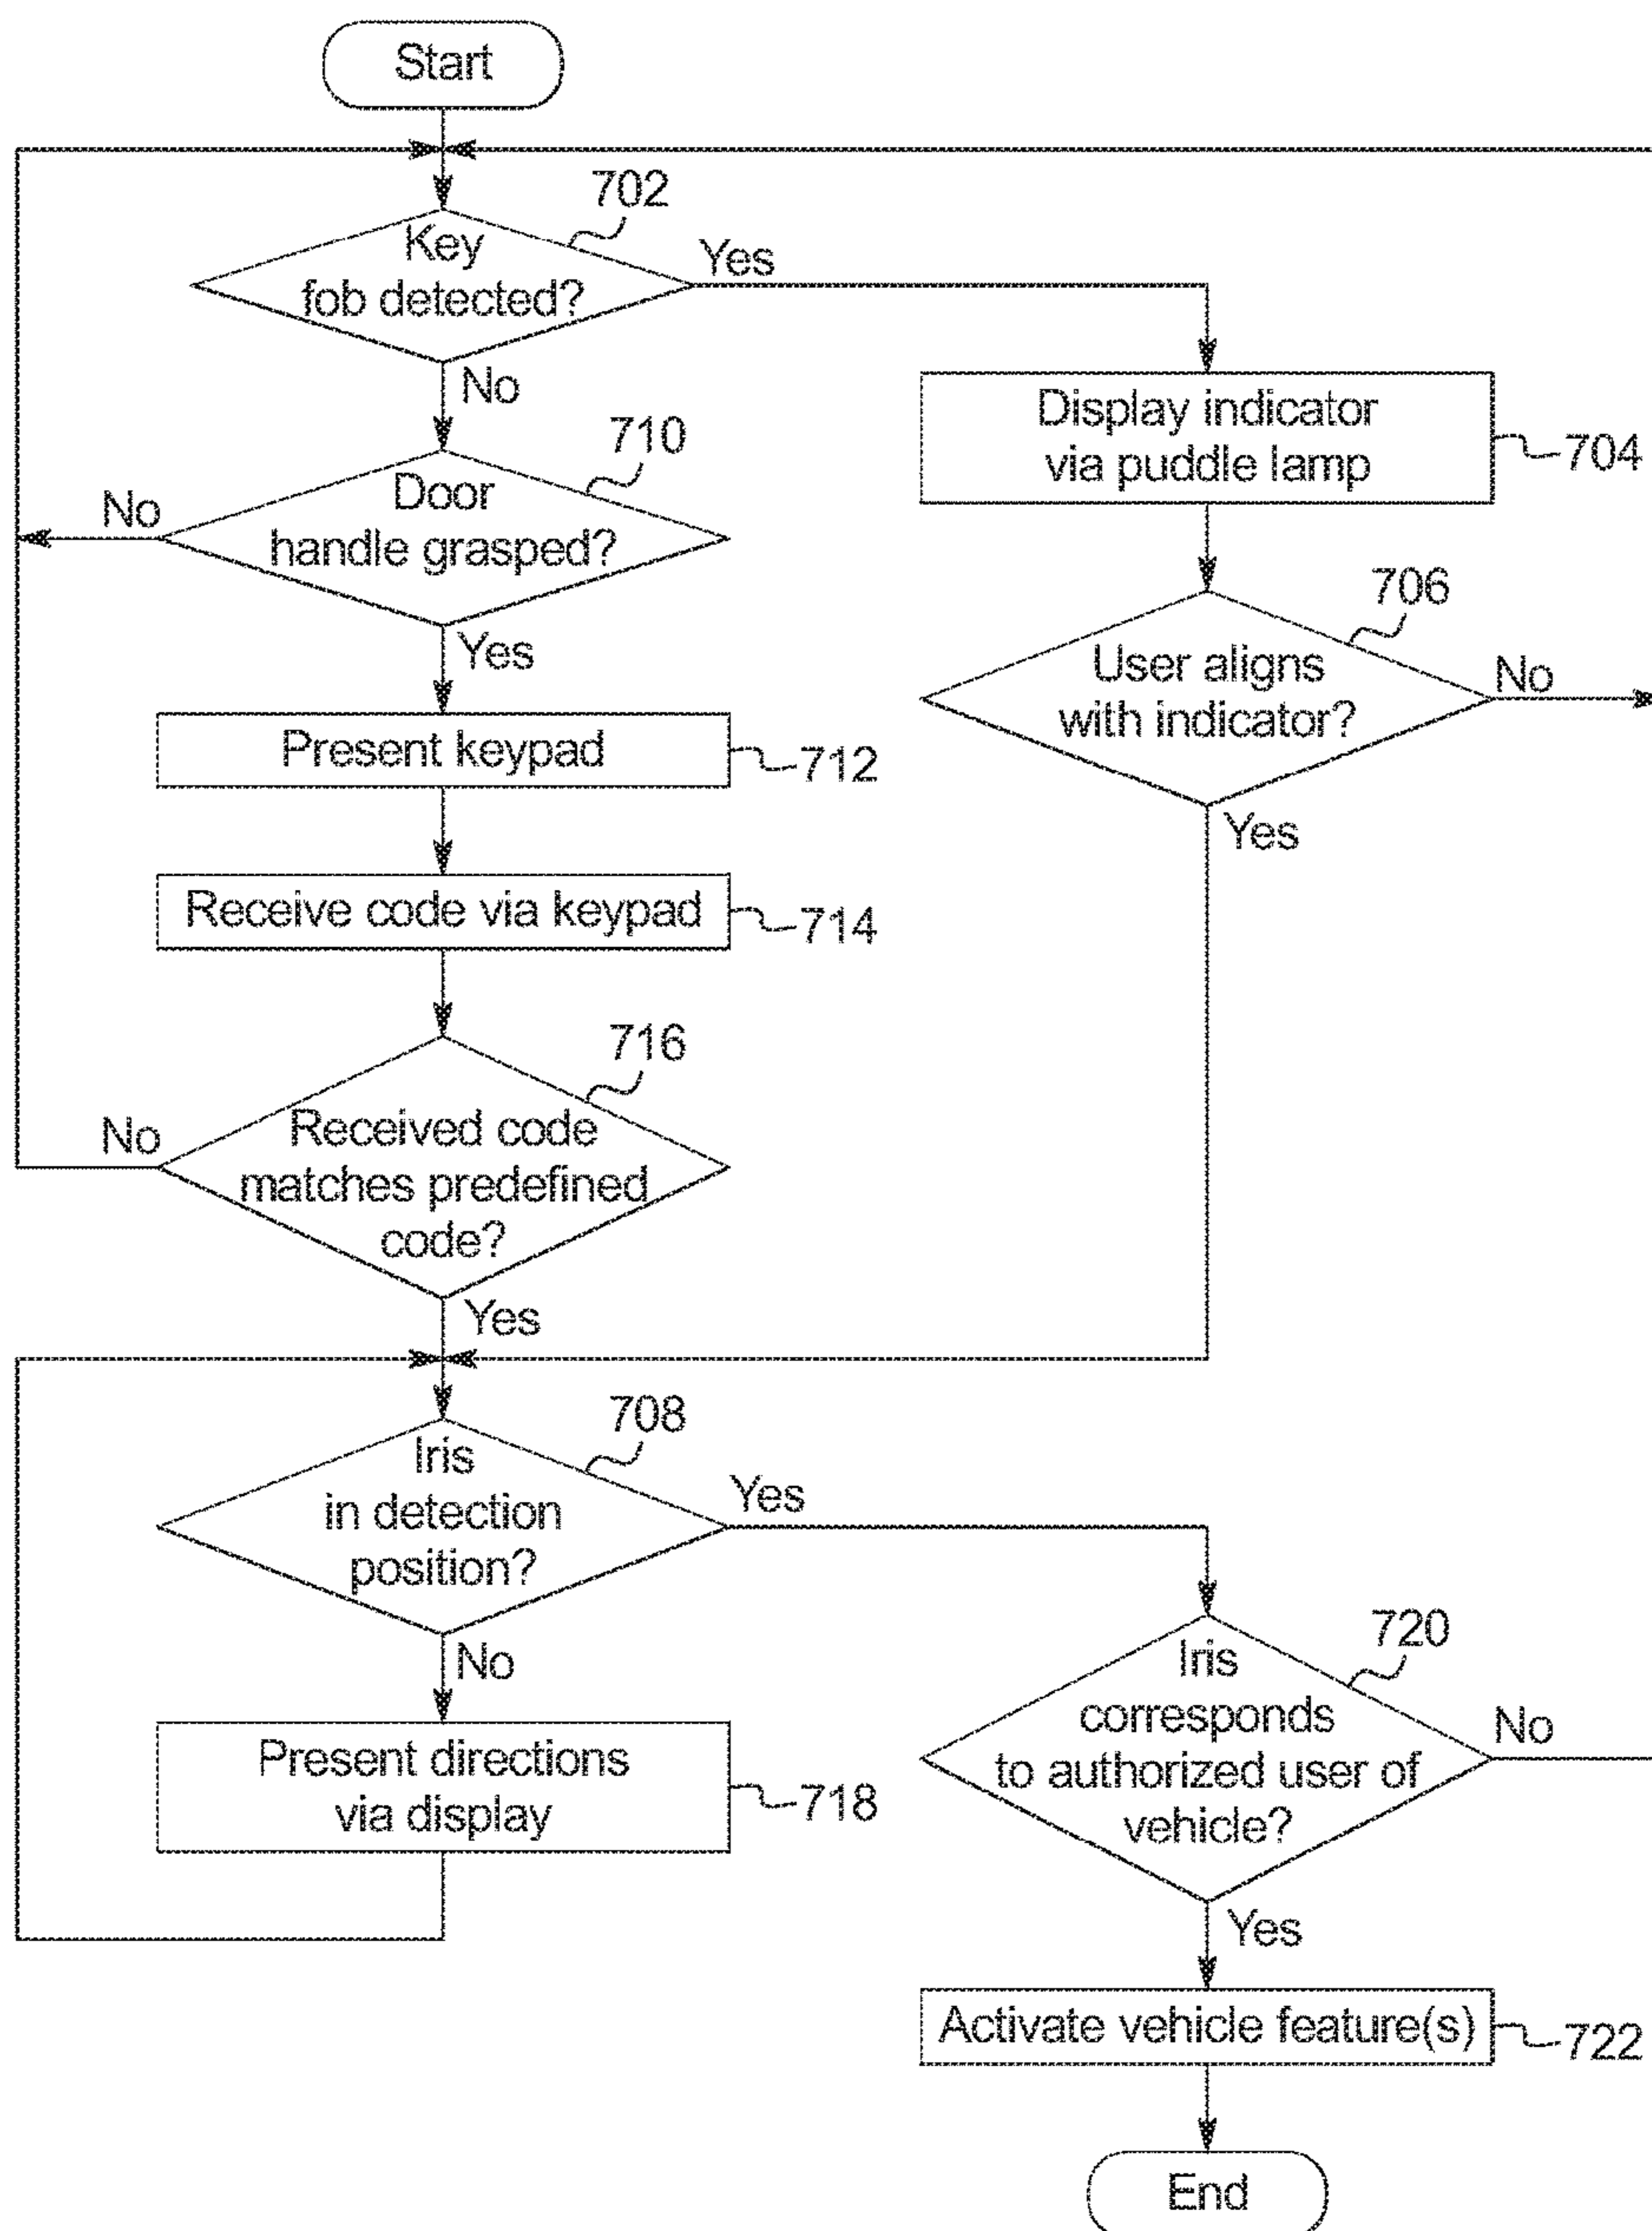 Start
702
Key
fob detected?
Yes
No
Display indicator
via puddle lamp
704
710
Door
handle grasped?
No
Yes
706
User aligns
with indicator?
No
Yes
Present keypad
712
Receive code via keypad
714
716
Received code
matches predefined
code?
No
Yes
708
Iris
in detection
position?
Yes
No
Present directions
via display
718
720
Iris
corresponds
to authorized user of
vehicle?
No
Yes
Activate vehicle feature(s)
722
End